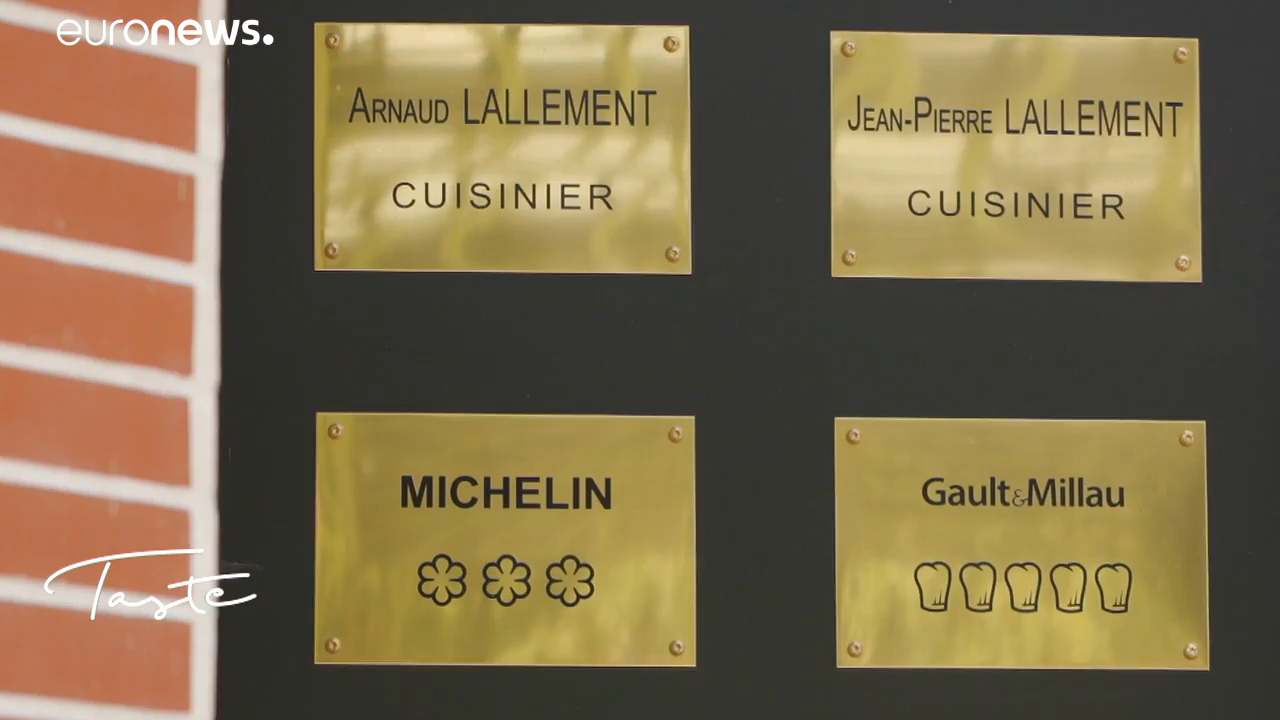 euronews.
Arnaud LALLEMENT
CUISINIER
Jean-Pierre LALLEMENT
CUISINIER
MICHELIN
Gault&Millau
Taste